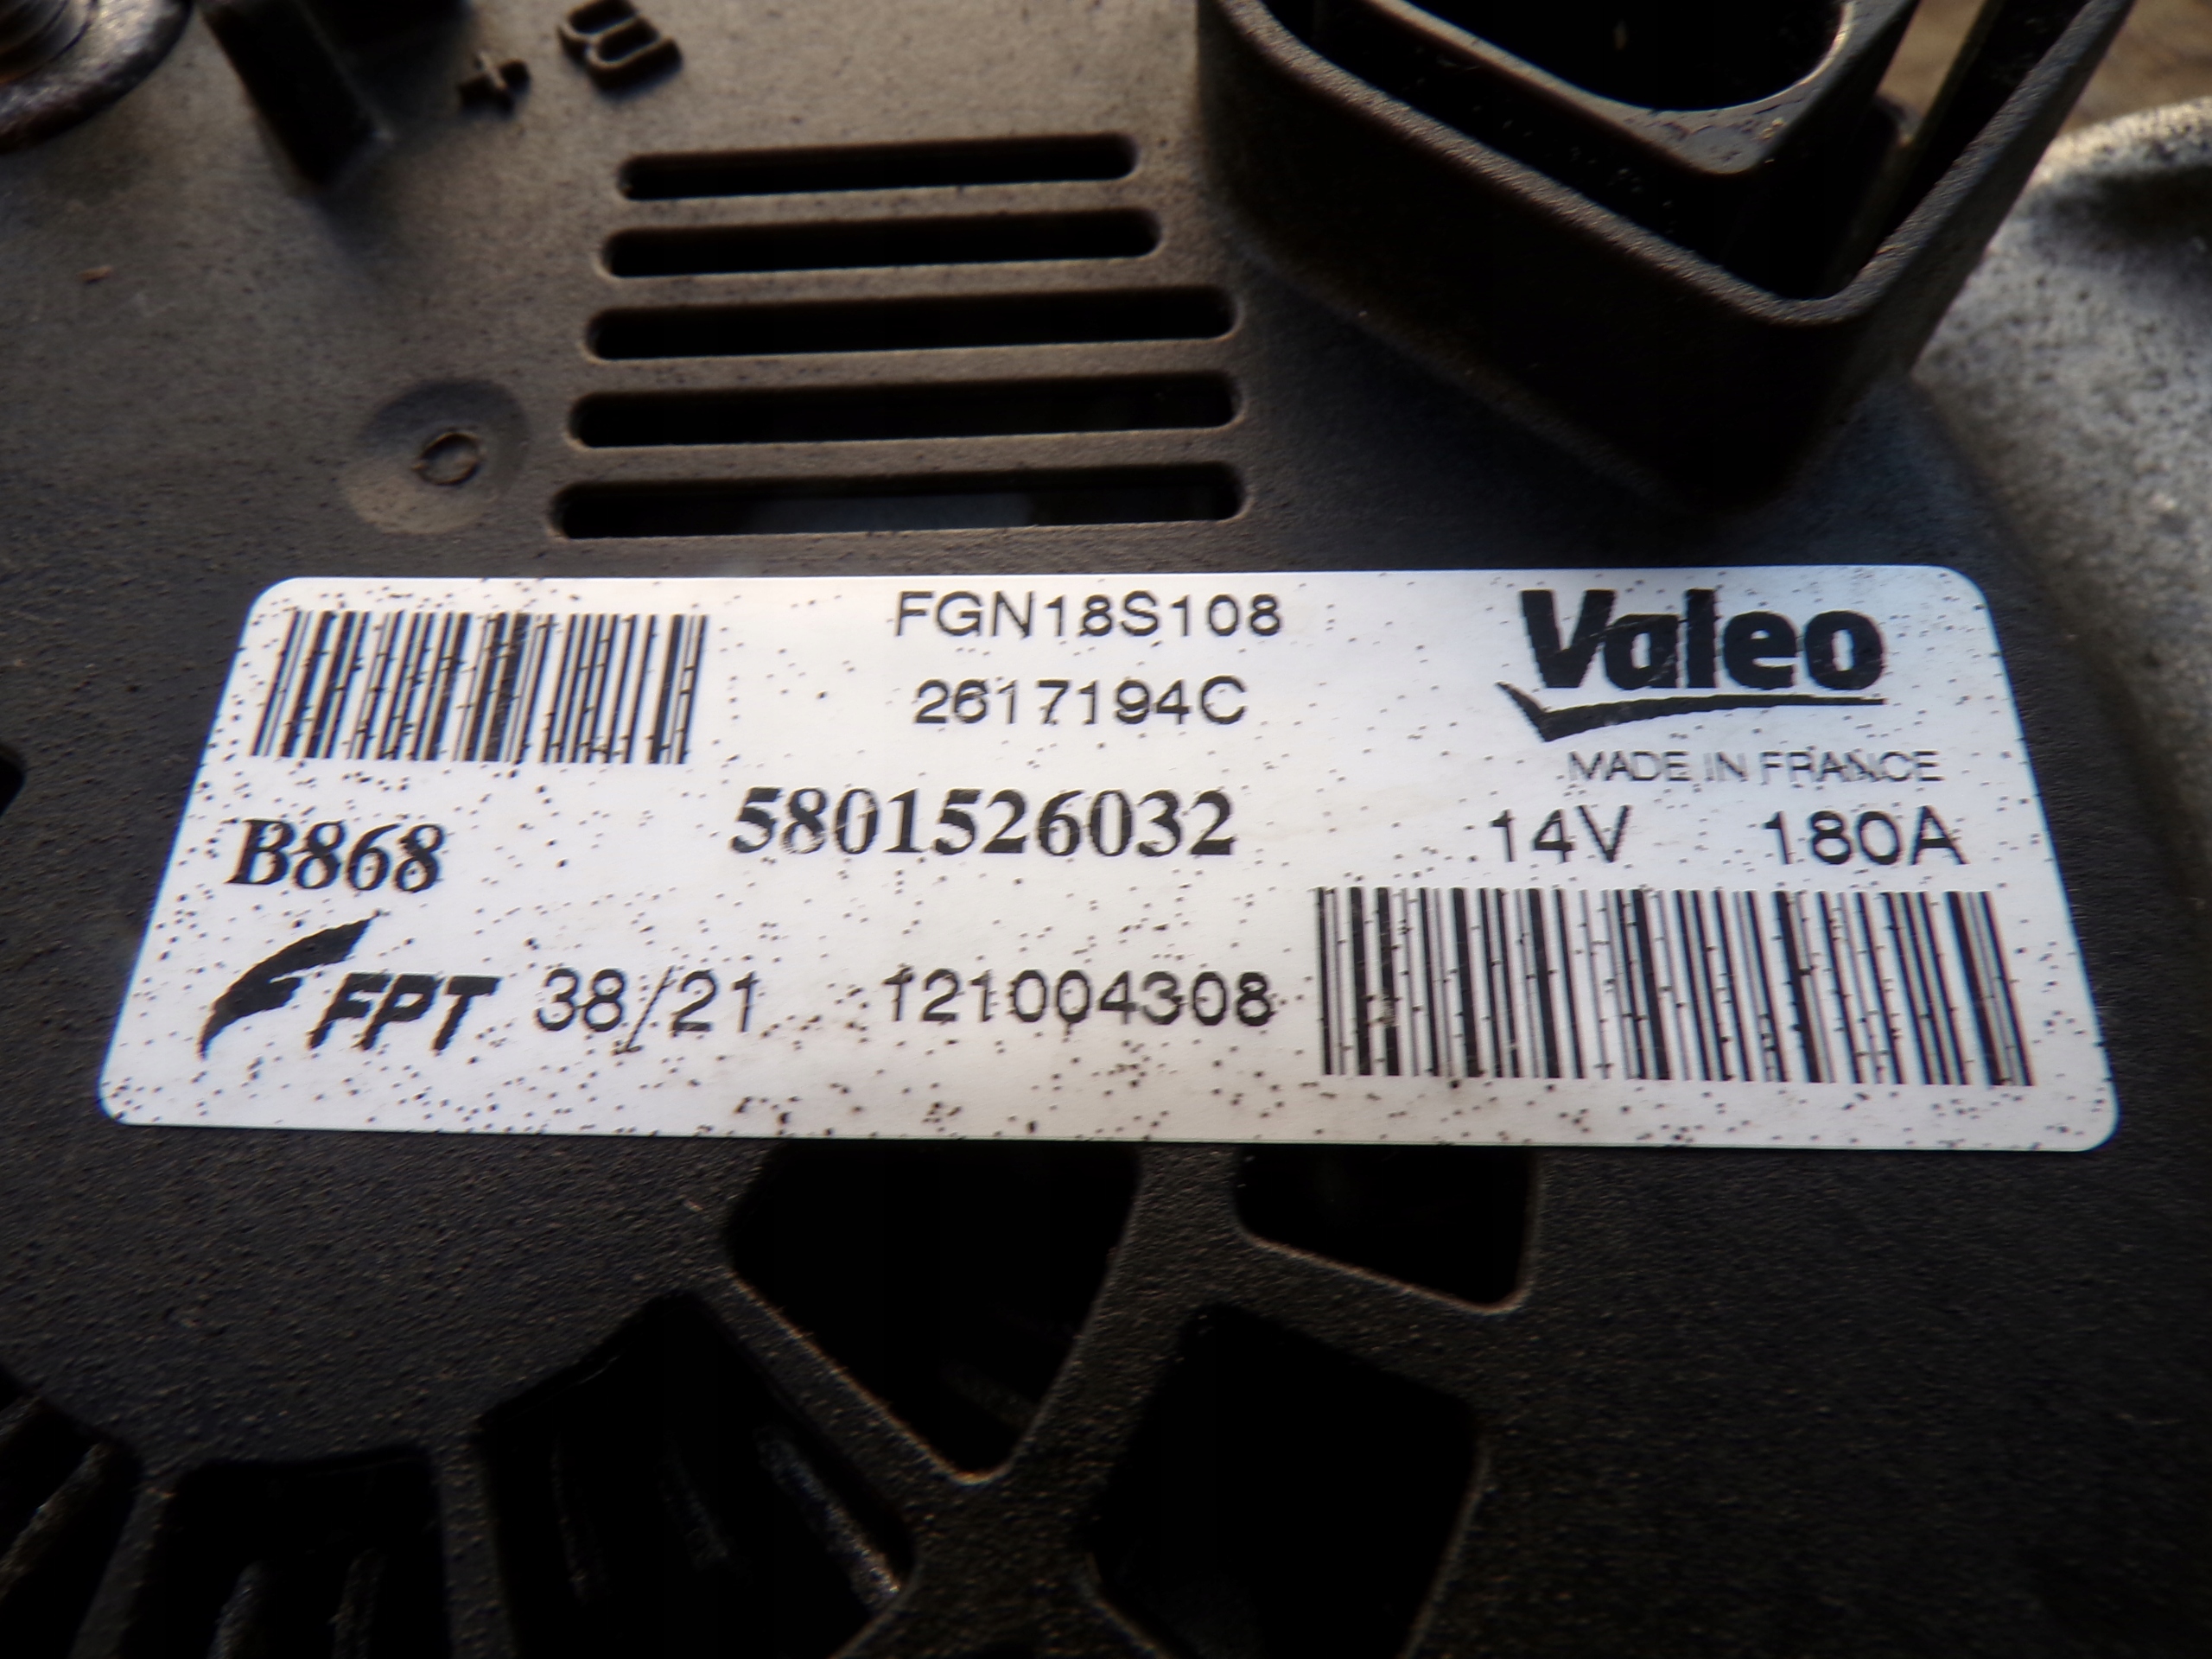 B+
FGN18S108
2617194C
Valeo
MADE IN FRANCE
5801526032
14V 180A
B868
FPT 38/21 121004308